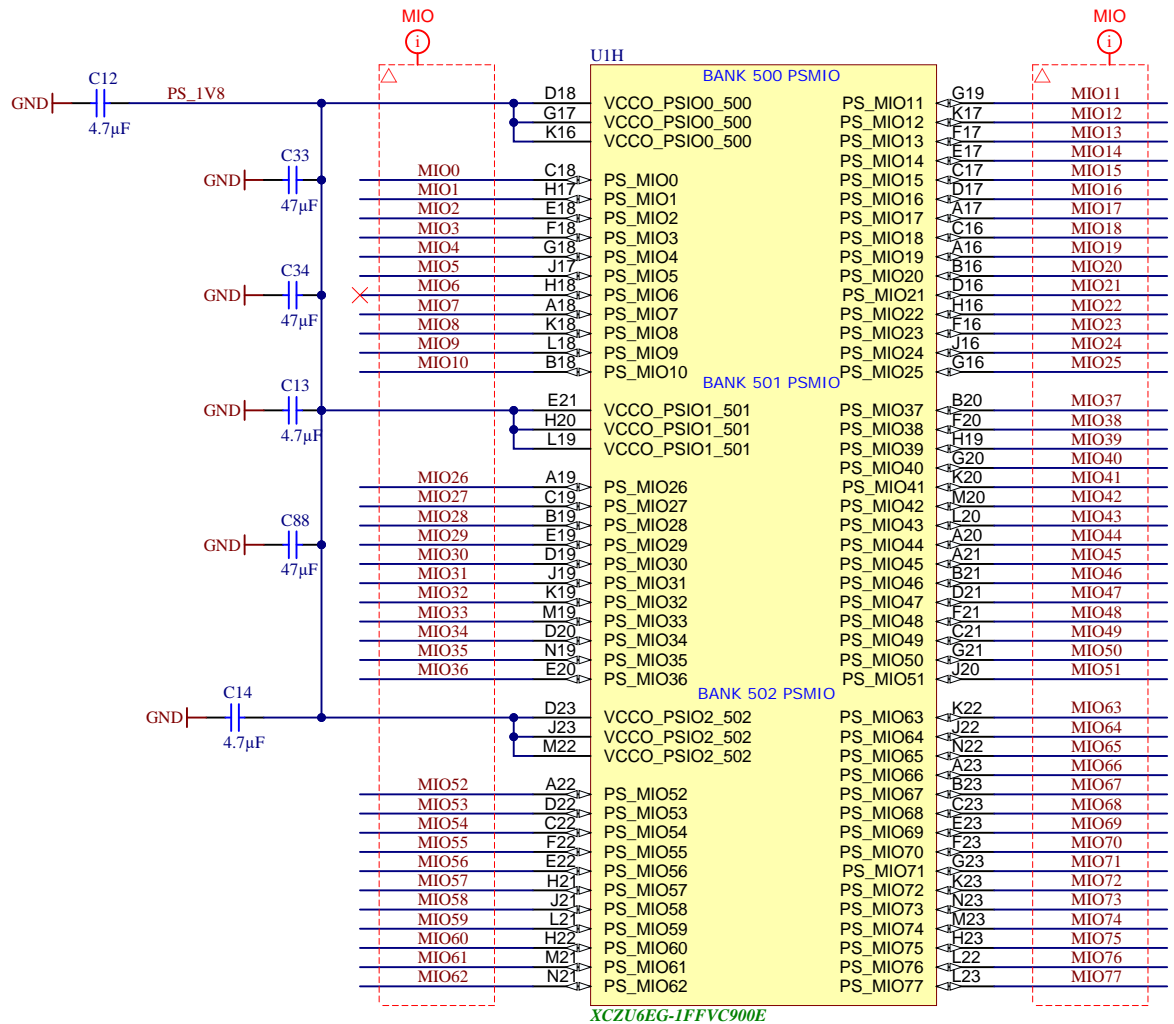 MIO
i
MIO
i
U1H
BANK 500 PSMIO
C12
GND
4.7µF
PS_1V8
D18 VCCO_PSIO0_500 PS_MIO11 G19 MIO11
G17 VCCO_PSIO0_500 PS_MIO12 K17 MIO12
K16 VCCO_PSIO0_500 PS_MIO13 F17 MIO13
PS_MIO14 E17 MIO14
C33
GND
47µF
MIO0 C18 PS_MIO0 PS_MIO15 C17 MIO15
MIO1 H17 PS_MIO1 PS_MIO16 D17 MIO16
MIO2 E18 PS_MIO2 PS_MIO17 A17 MIO17
MIO3 F18 PS_MIO3 PS_MIO18 C16 MIO18
MIO4 G18 PS_MIO4 PS_MIO19 A16 MIO19
MIO5 J17 PS_MIO5 PS_MIO20 B16 MIO20
C34
GND
47µF
MIO6 H18 PS_MIO6 PS_MIO21 D16 MIO21
MIO7 A18 PS_MIO7 PS_MIO22 H16 MIO22
MIO8 K18 PS_MIO8 PS_MIO23 F16 MIO23
MIO9 L18 PS_MIO9 PS_MIO24 J16 MIO24
MIO10 B18 PS_MIO10 PS_MIO25 G16 MIO25
BANK 501 PSMIO
C13
GND
4.7µF
E21 VCCO_PSIO1_501 PS_MIO37 B20 MIO37
H20 VCCO_PSIO1_501 PS_MIO38 F20 MIO38
L19 VCCO_PSIO1_501 PS_MIO39 H19 MIO39
PS_MIO40 G20 MIO40
MIO26 A19 PS_MIO26 PS_MIO41 K20 MIO41
MIO27 C19 PS_MIO27 PS_MIO42 M20 MIO42
MIO28 B19 PS_MIO28 PS_MIO43 L20 MIO43
C88
GND
47µF
MIO29 E19 PS_MIO29 PS_MIO44 A20 MIO44
MIO30 D19 PS_MIO30 PS_MIO45 A21 MIO45
MIO31 J19 PS_MIO31 PS_MIO46 B21 MIO46
MIO32 K19 PS_MIO32 PS_MIO47 D21 MIO47
MIO33 M19 PS_MIO33 PS_MIO48 F21 MIO48
MIO34 D20 PS_MIO34 PS_MIO49 C21 MIO49
MIO35 N19 PS_MIO35 PS_MIO50 G21 MIO50
MIO36 E20 PS_MIO36 PS_MIO51 J20 MIO51
BANK 502 PSMIO
C14
GND
4.7µF
D23 VCCO_PSIO2_502 PS_MIO63 K22 MIO63
J23 VCCO_PSIO2_502 PS_MIO64 J22 MIO64
M22 VCCO_PSIO2_502 PS_MIO65 N22 MIO65
PS_MIO66 A23 MIO66
MIO52 A22 PS_MIO52 PS_MIO67 B23 MIO67
MIO53 D22 PS_MIO53 PS_MIO68 C23 MIO68
MIO54 C22 PS_MIO54 PS_MIO69 E23 MIO69
MIO55 F22 PS_MIO55 PS_MIO70 F23 MIO70
MIO56 E22 PS_MIO56 PS_MIO71 G23 MIO71
MIO57 H21 PS_MIO57 PS_MIO72 K23 MIO72
MIO58 J21 PS_MIO58 PS_MIO73 N23 MIO73
MIO59 L21 PS_MIO59 PS_MIO74 M23 MIO74
MIO60 H22 PS_MIO60 PS_MIO75 H23 MIO75
MIO61 M21 PS_MIO61 PS_MIO76 L22 MIO76
MIO62 N21 PS_MIO62 PS_MIO77 L23 MIO77
XCZU6EG-1FFVC900E